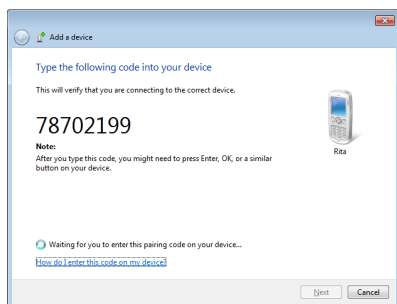 Add a device
Type the following code into your device
This will verify that you are connecting to the correct device.
78702199
Note:
After you type this code, you might need to press Enter, OK, or a similar
button on your device.
Rita
Waiting for you to enter this pairing code on your device...
How do I enter this code on my device?
Next Cancel